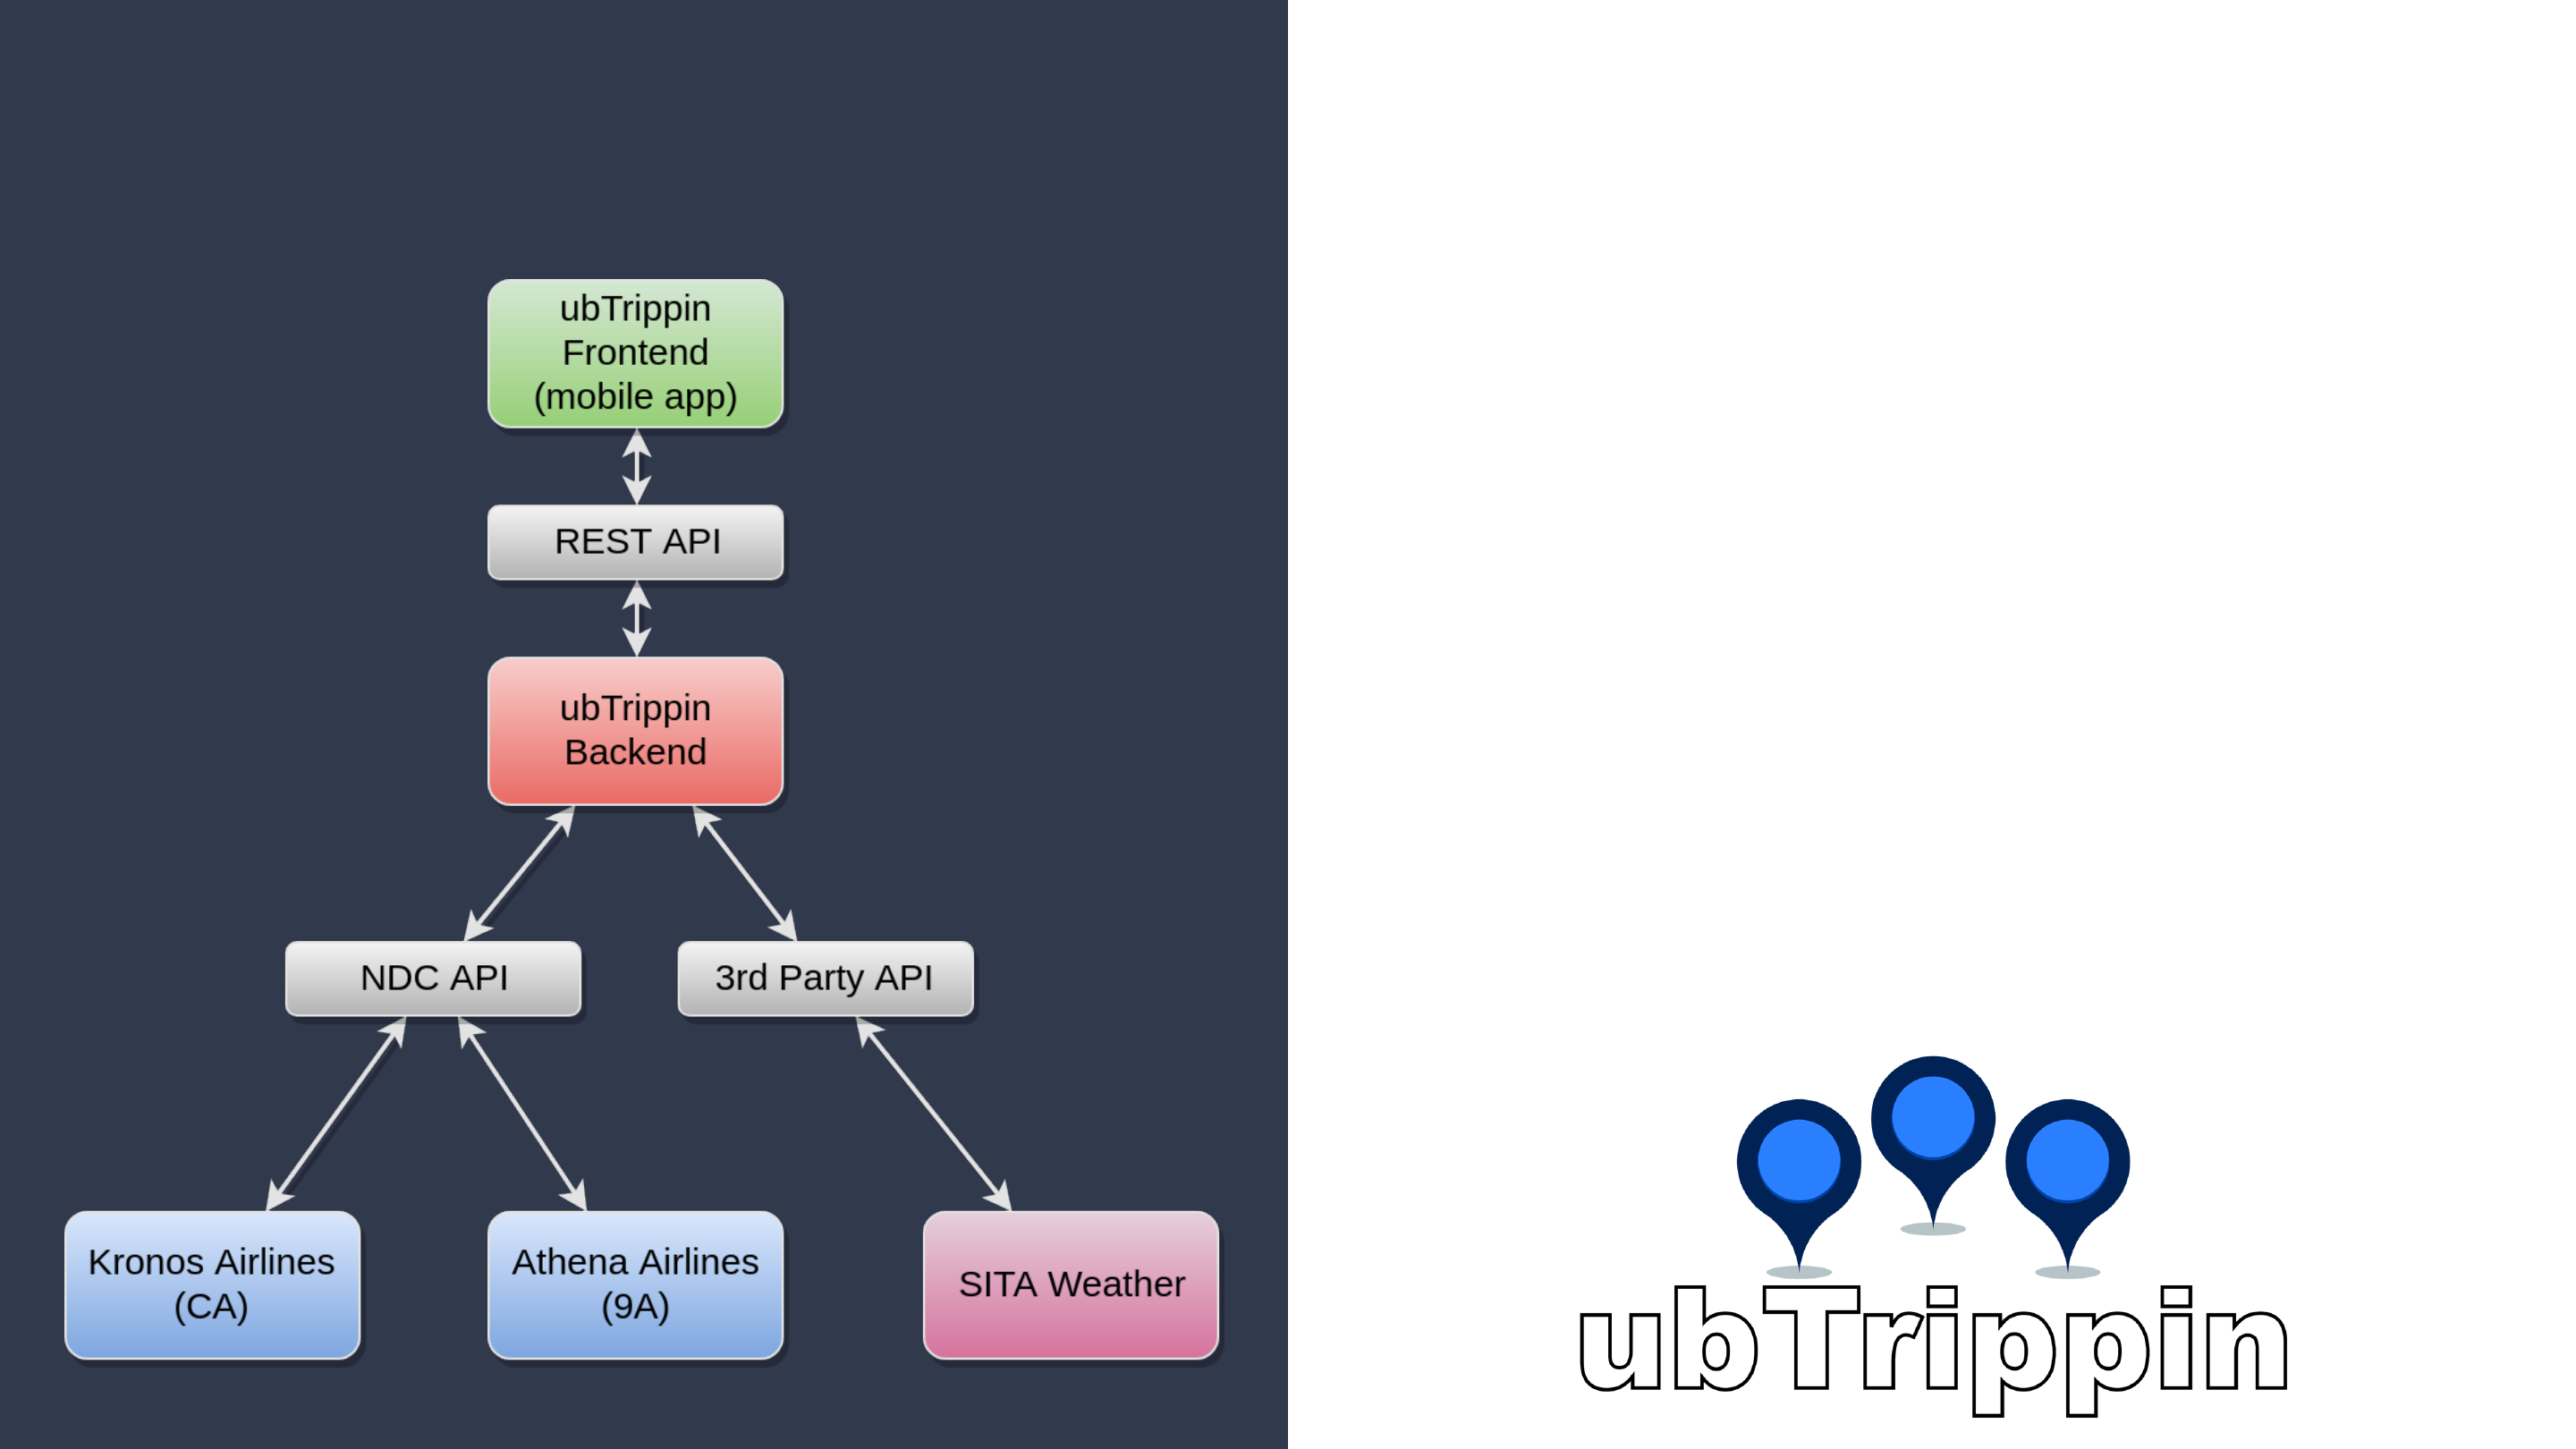 ubTrippin
Frontend
(mobile app)
REST API
ubTrippin
Backend
NDC API
3rd Party API
Kronos Airlines
(CA)
Athena Airlines
(9A)
SITA Weather
ubTrippin